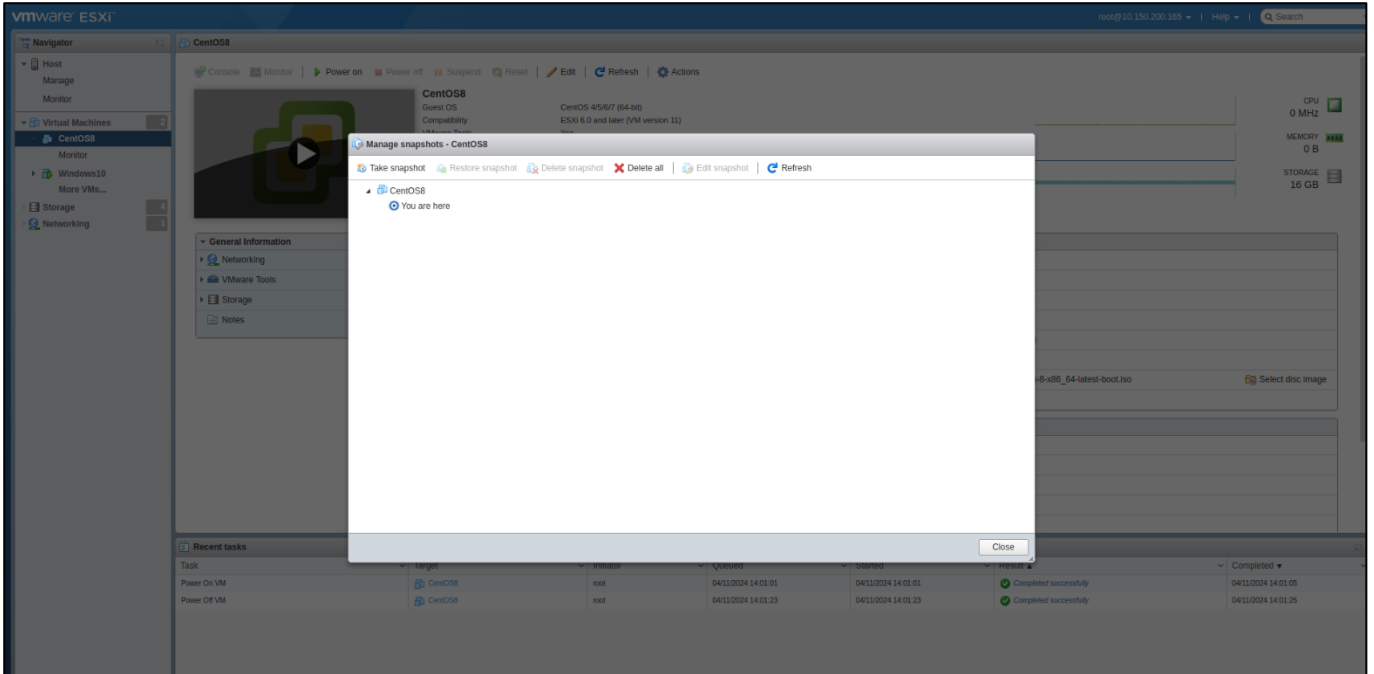 vmware ESXi™
root@10.150.200.165 | Help | Search
Navigator
Host
Manage
Monitor
Virtual Machines 2
CentOS8
Monitor
Windows10
More VMs...
Storage 4
Networking 1
CentOS8
Console Monitor | Power on Power off Suspend Reset | Edit | Refresh | Actions
CentOS8
Guest OS CentOS 4/5/6/7 (64-bit)
Compatibility ESXi 6.0 and later (VM version 11)
VMware Tools Yes
CPU
0 MHz
MEMORY
0 B
STORAGE
16 GB
General Information
Networking
VMware Tools
Storage
Notes
-8-x86_64-latest-boot.iso Select disc image
Manage snapshots - CentOS8
Take snapshot Restore snapshot Delete snapshot Delete all | Edit snapshot | Refresh
CentOS8
You are here
Close
Recent tasks
Task Target Initiator Queued Started Result Completed
Power On VM CentOS8 root 04/11/2024 14:01:01 04/11/2024 14:01:01 Completed successfully 04/11/2024 14:01:05
Power Off VM CentOS8 root 04/11/2024 14:01:23 04/11/2024 14:01:23 Completed successfully 04/11/2024 14:01:25